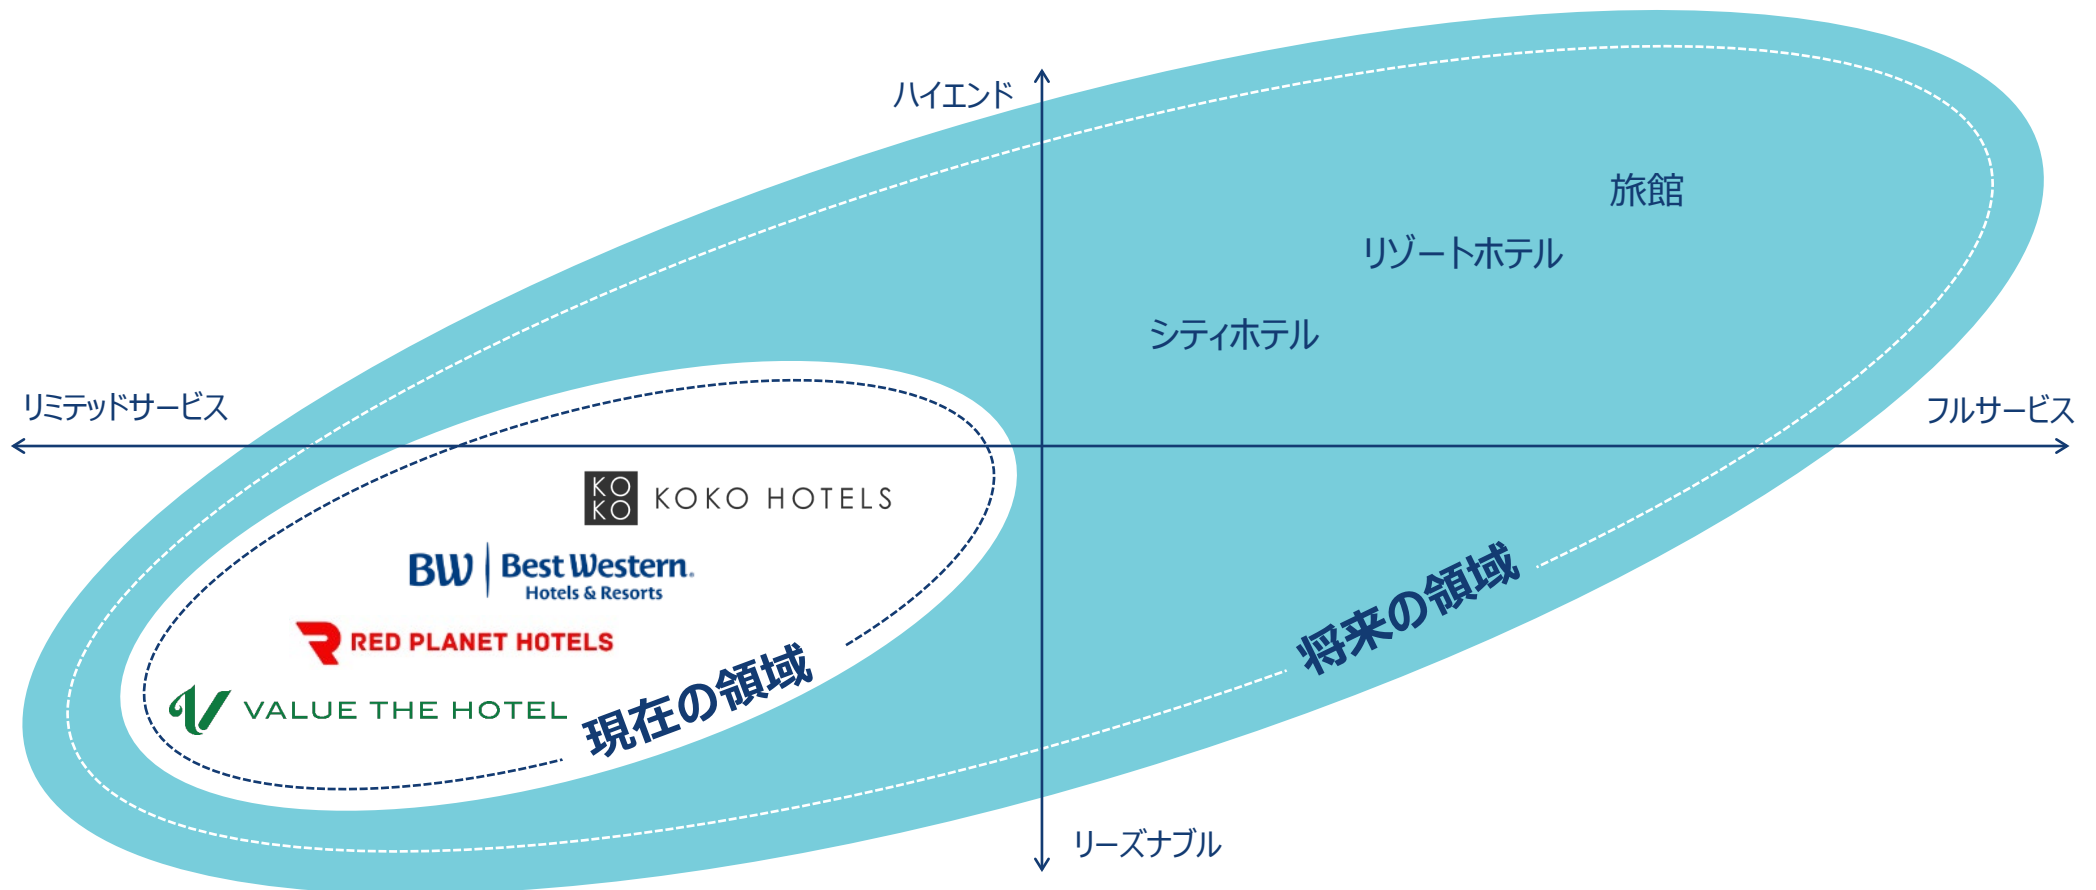 ハイエンド
旅館
リゾートホテル
シティホテル
リミテッドサービス
フルサービス
KO
KO
KOKO HOTELS
BW Best Western.
Hotels & Resorts
RED PLANET HOTELS
VALUE THE HOTEL
現在の領域
将来の領域
リーズナブル